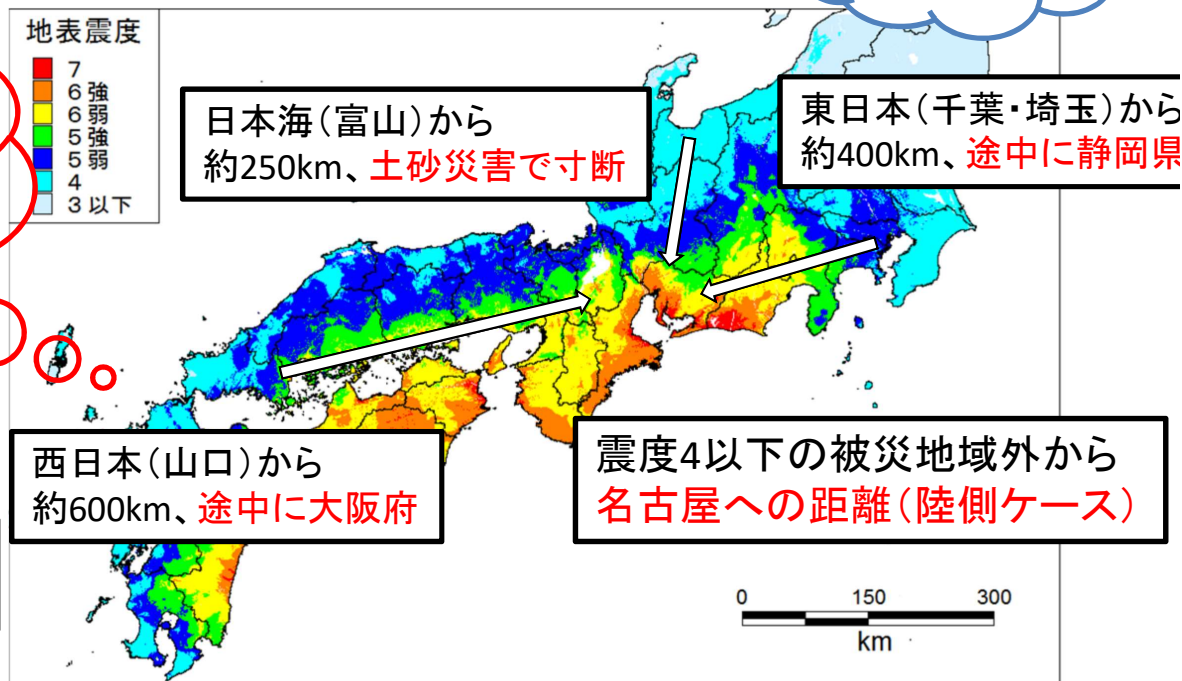 地表震度
7
6強
6弱
5強
5弱
4
3以下
日本海(富山)から
約250km、土砂災害で寸断
東日本(千葉・埼玉)から
約400km、途中に静岡県
西日本(山口)から
約600km、途中に大阪府
震度4以下の被災地域外から
名古屋への距離(陸側ケース)
0 150 300
km